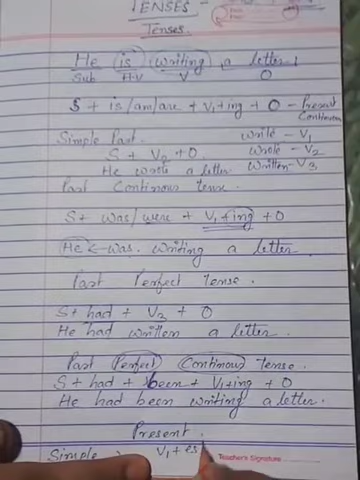 TENSES -
Tenses.
He is writing a letter.
Sub H.V V O
S + is/am/are + V1+ing + O - Present Continuous
Simple Past. write - V1
S + V2 + O. wrote - V2
He wrote a letter written - V3
Past Continous tense
S+ was/were + V1+ing + O
He was writing a letter.
Past Perfect Tense.
S+had + V3 + O
He had written a letter.
Past Perfect Continous tense.
S+had + been + V1+ing + O
He had been writing a letter.
Present.
Simple V1+es
Teacher's Signature